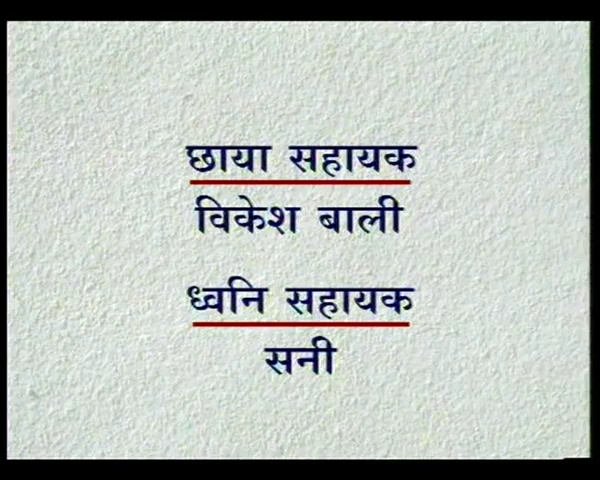 छाया सहायक
विकेश बाली
ध्वनि सहायक
सनी